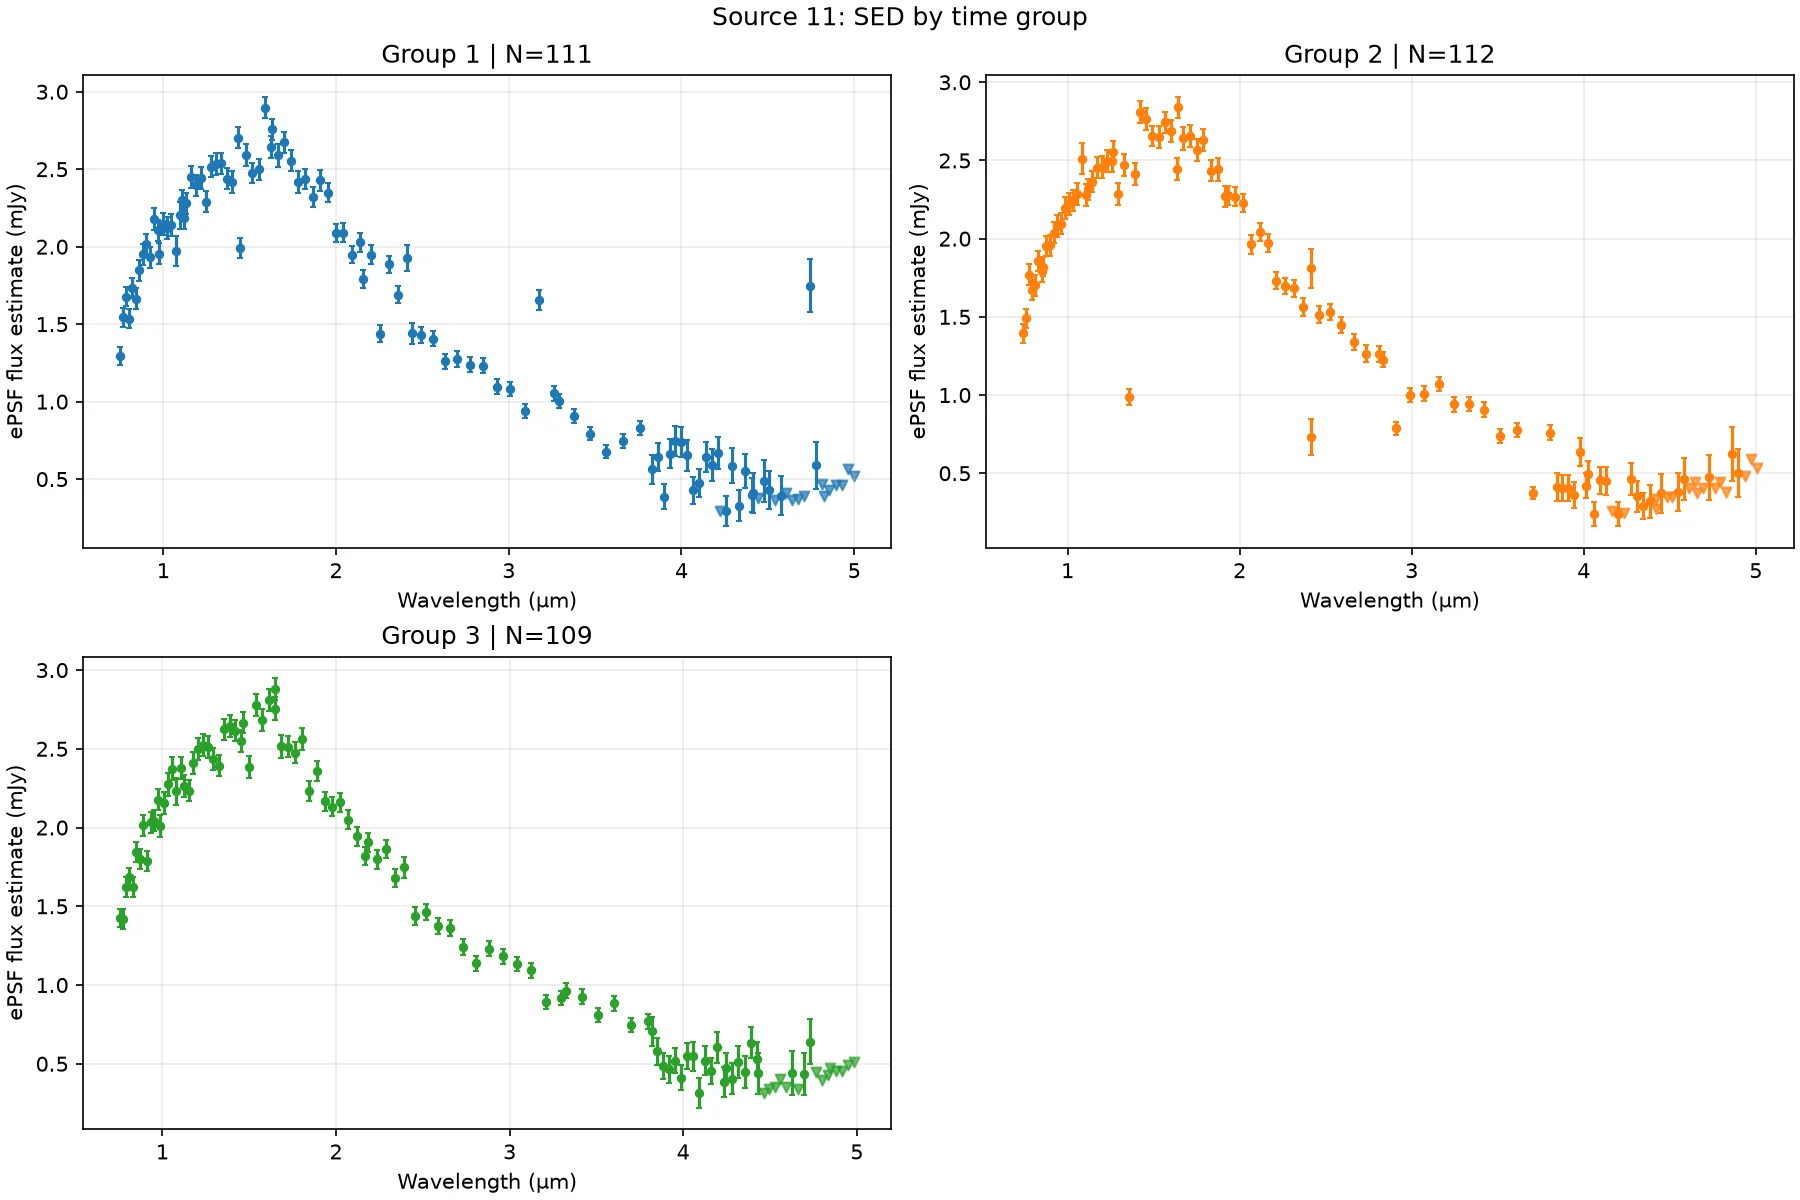 Source 11: SED by time group
Group 1 | N=111
3.0
2.5
2.0
1.5
1.0
0.5
ePSF flux estimate (mJy)
1 2 3 4 5
Wavelength (µm)
Group 2 | N=112
3.0
2.5
2.0
1.5
1.0
0.5
ePSF flux estimate (mJy)
1 2 3 4 5
Wavelength (µm)
Group 3 | N=109
3.0
2.5
2.0
1.5
1.0
0.5
ePSF flux estimate (mJy)
1 2 3 4 5
Wavelength (µm)